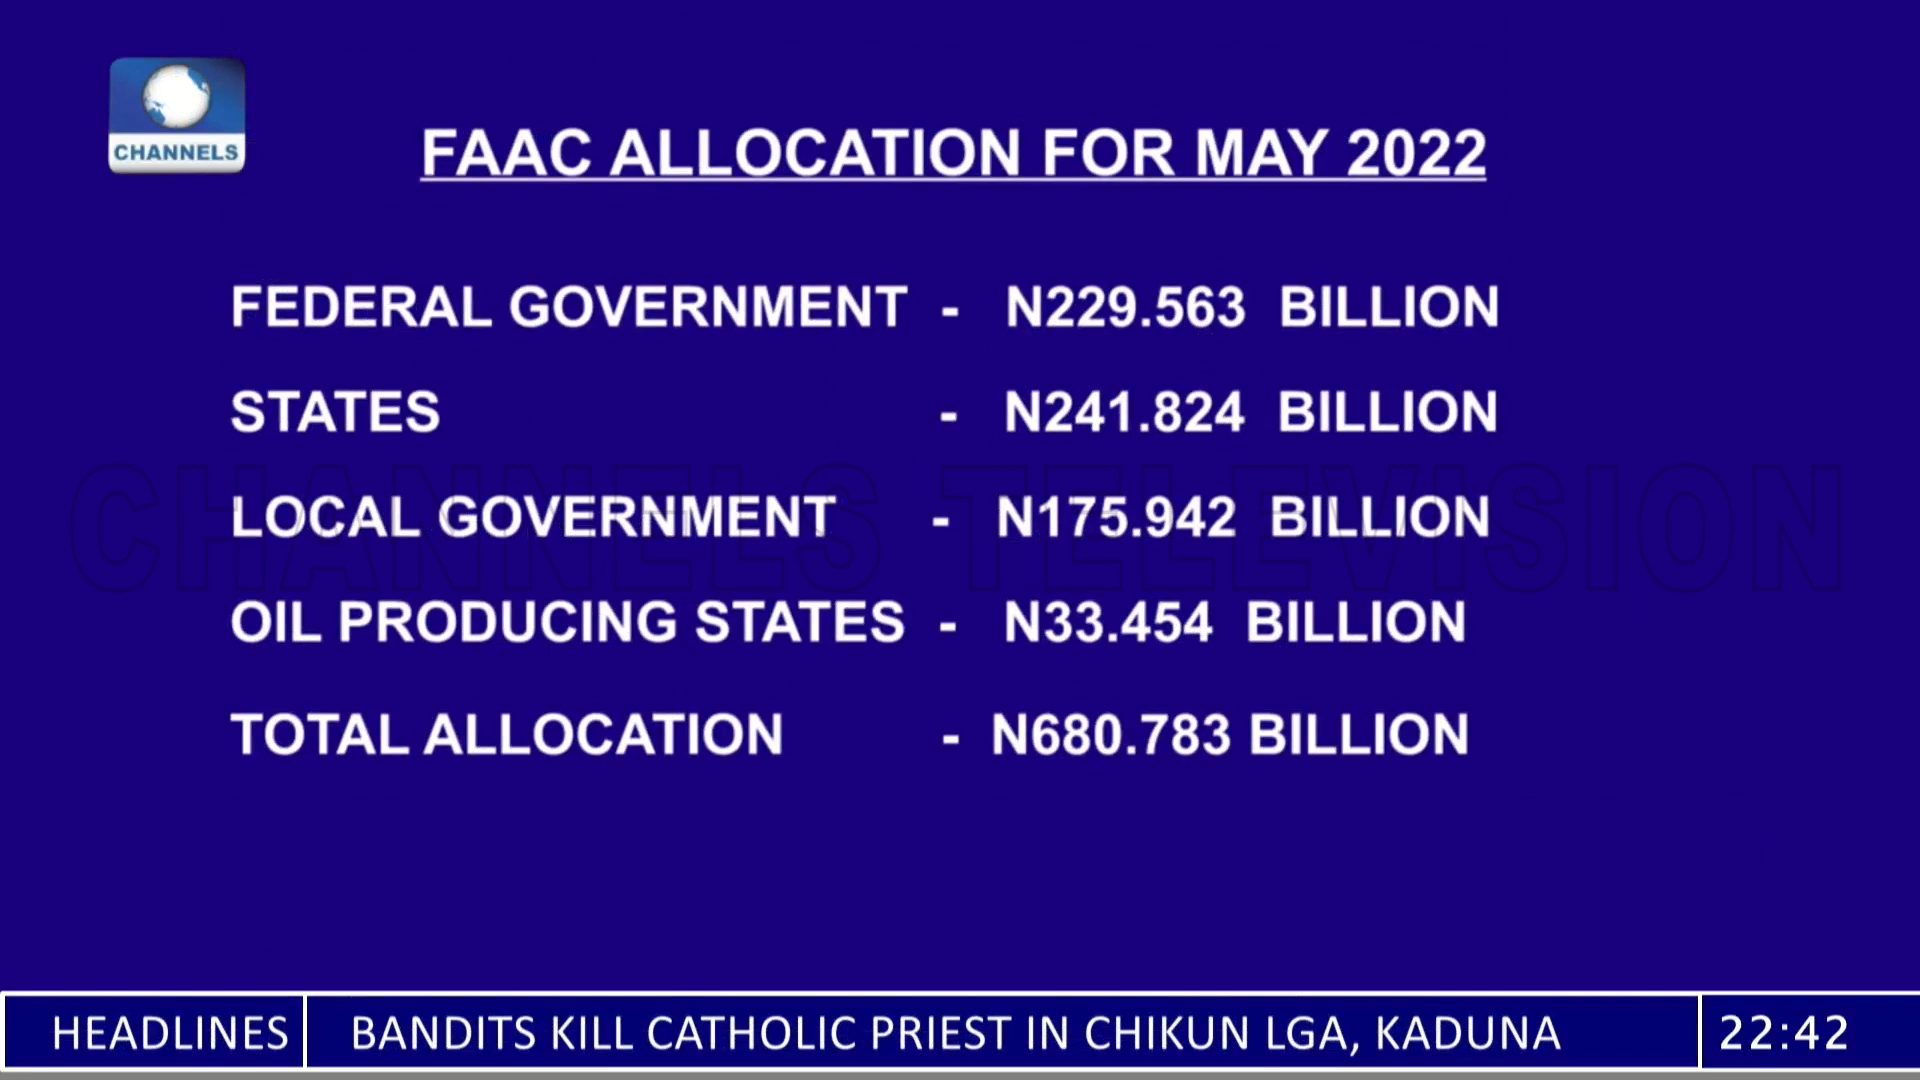 CHANNELS
FAAC ALLOCATION FOR MAY 2022
FEDERAL GOVERNMENT - N229.563 BILLION
STATES - N241.824 BILLION
CHANNELS TELEVISION
LOCAL GOVERNMENT - N175.942 BILLION
OIL PRODUCING STATES - N33.454 BILLION
TOTAL ALLOCATION - N680.783 BILLION
HEADLINES BANDITS KILL CATHOLIC PRIEST IN CHIKUN LGA, KADUNA 22:42